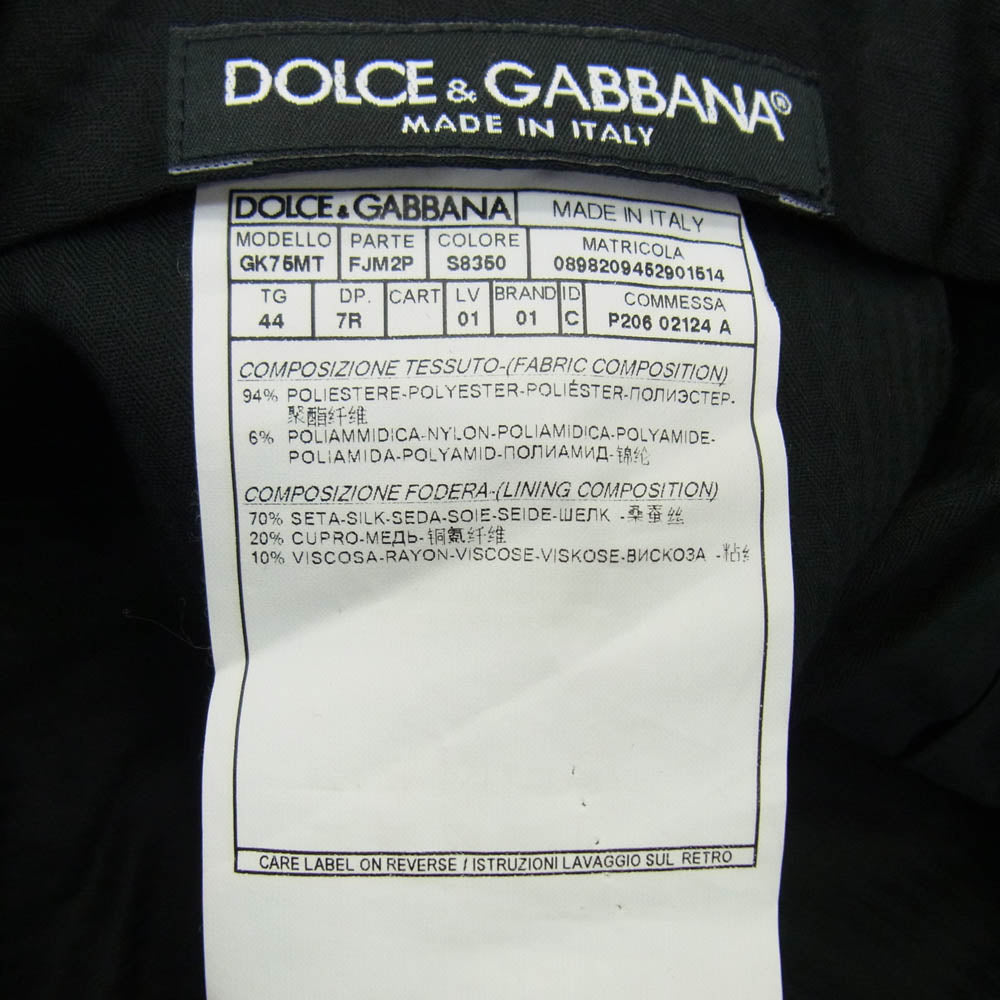 DOLCE & GABBANA®
MADE IN ITALY
DOLCE & GABBANA MADE IN ITALY
MODELLO PARTE COLORE MATRICOLA
GK75MT FJM2P S8350 0898209452901514
TG DP. CART LV BRAND ID COMMESSA
44 7R 01 01 C P206 02124 A
COMPOSIZIONE TESSUTO-(FABRIC COMPOSITION)
94% POLIESTERE-POLYESTER-POLIÉSTER-ПОЛИЭСТЕР-
聚酯纤维
6% POLIAMMIDICA-NYLON-POLIAMIDICA-POLYAMIDE-
POLIAMIDA-POLYAMID-ПОЛИАМИД-锦纶
COMPOSIZIONE FODERA-(LINING COMPOSITION)
70% SETA-SILK-SEDA-SOIE-SEIDE-ШЕЛК -桑蚕丝
20% CUPRO-МЕДЬ-铜氨纤维
10% VISCOSA-RAYON-VISCOSE-VISKOSE-ВИСКОЗА -粘纟
CARE LABEL ON REVERSE / ISTRUZIONI LAVAGGIO SUL RETRO